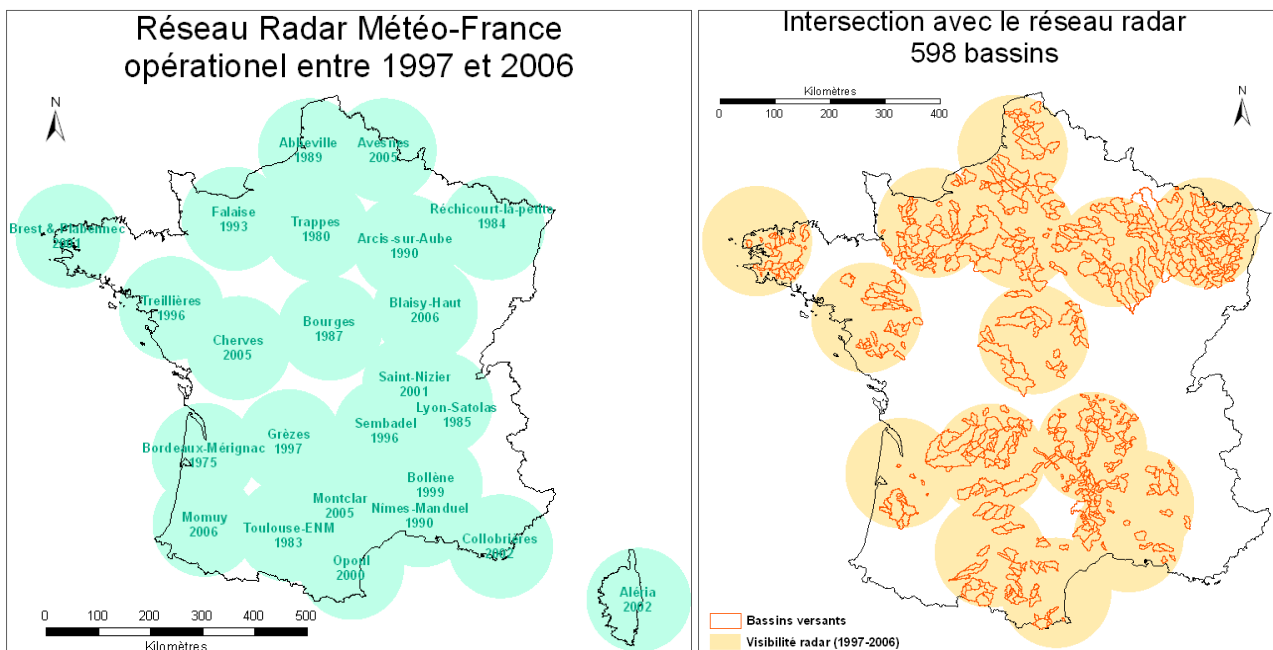 Réseau Radar Météo-France
opérationel entre 1997 et 2006
N
Abbeville
1989
Avesnes
2005
Falaise
1993
Trappes
1980
Arcis-sur-Aube
1990
Réchicourt-la-petite
1984
Brest & Plabennec
2001
Treillières
1996
Cherves
2005
Bourges
1987
Blaisy-Haut
2006
Saint-Nizier
2001
Lyon-Satolas
1985
Sembadel
1996
Grèzes
1997
Bordeaux-Mérignac
1975
Bollène
1999
Montclar
2005
Nîmes-Manduel
1990
Momuy
2006
Toulouse-ENM
1983
Collobrières
2002
Opoul
2000
Aléria
2002
0 100 200 300 400 500
Kilomètres
Intersection avec le réseau radar
598 bassins
Kilomètres
0 100 200 300 400
N
Bassins versants
Visibilité radar (1997-2006)